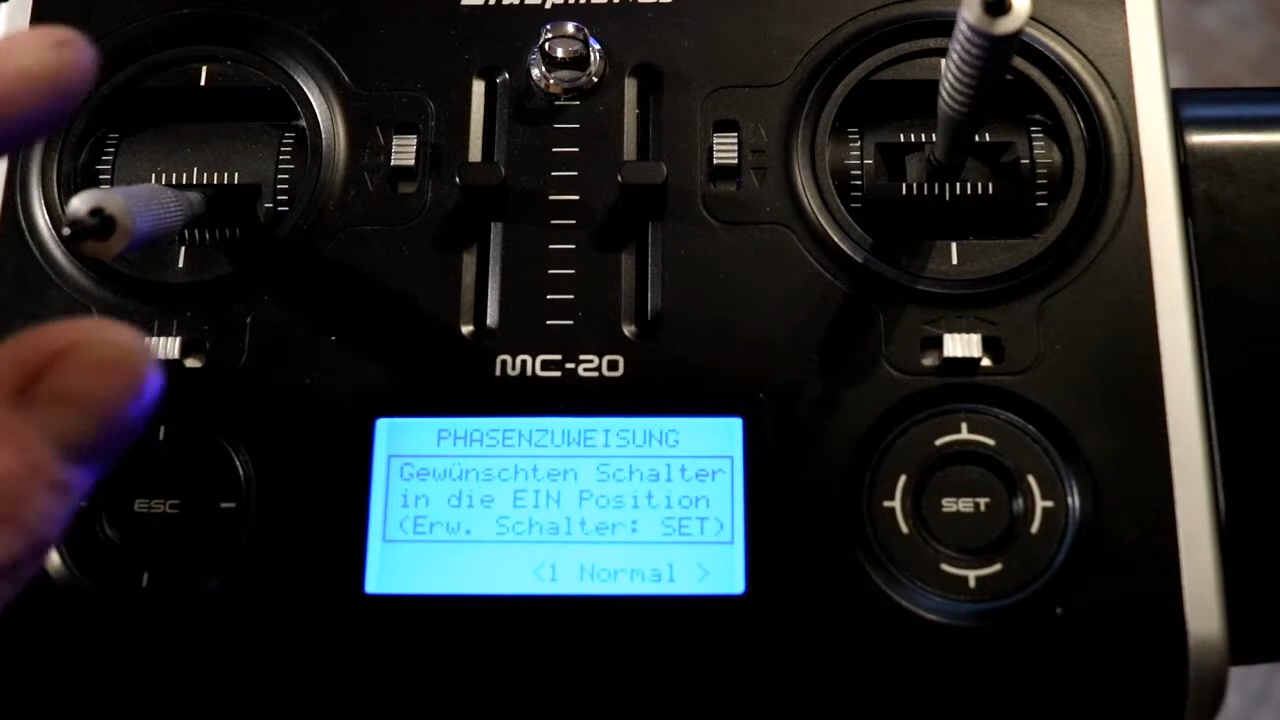 MC-20
PHASENZUWEISUNG
Gewünschten Schalter
in die EIN Position
(Erw. Schalter: SET)
<1 Normal >
ESC
SET